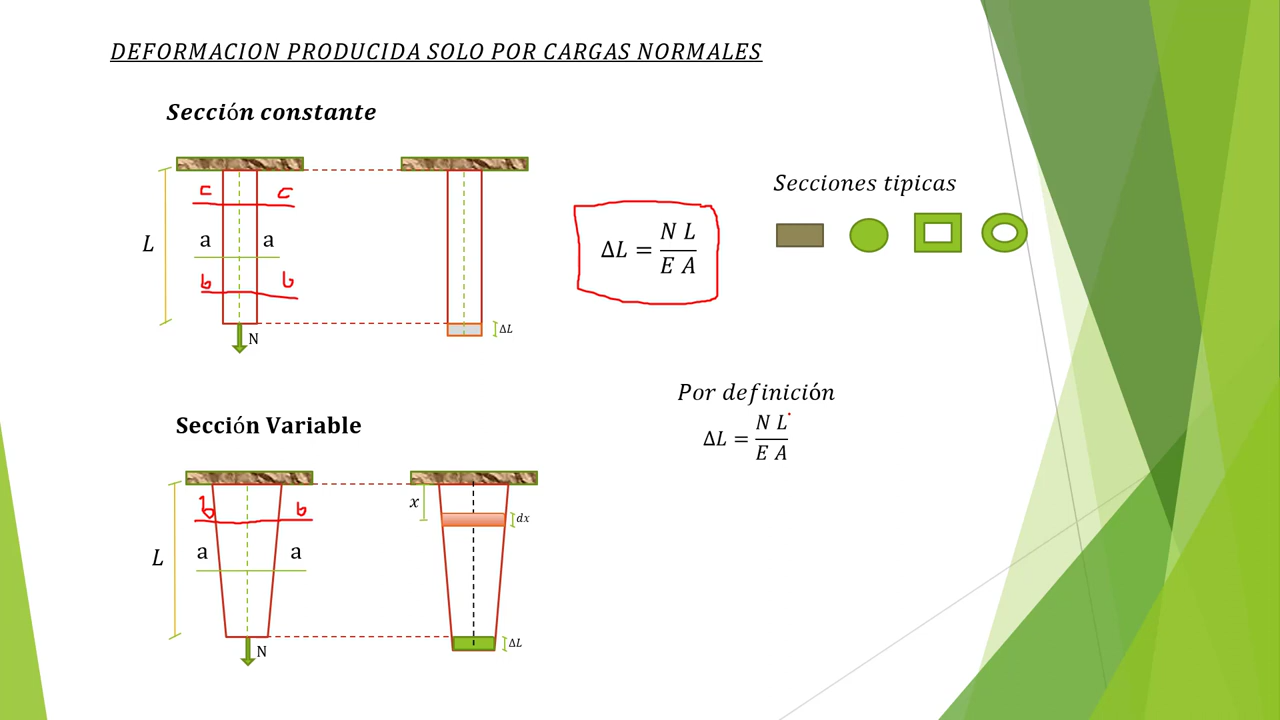 DEFORMACION PRODUCIDA SOLO POR CARGAS NORMALES
Sección constante
c c
L a a
b b
N
ΔL
ΔL = N L / E A
Secciones tipicas
Por definición
ΔL = N L / E A
Sección Variable
b b
L a a
N
x
dx
ΔL